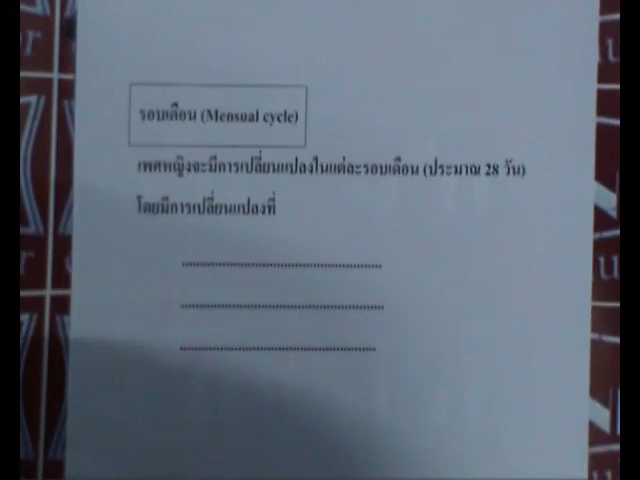 รอบเดือน (Mensual cycle)
เพศหญิงจะมีการเปลี่ยนแปลงในแต่ละรอบเดือน (ประมาณ 28 วัน)
โดยมีการเปลี่ยนแปลงที่